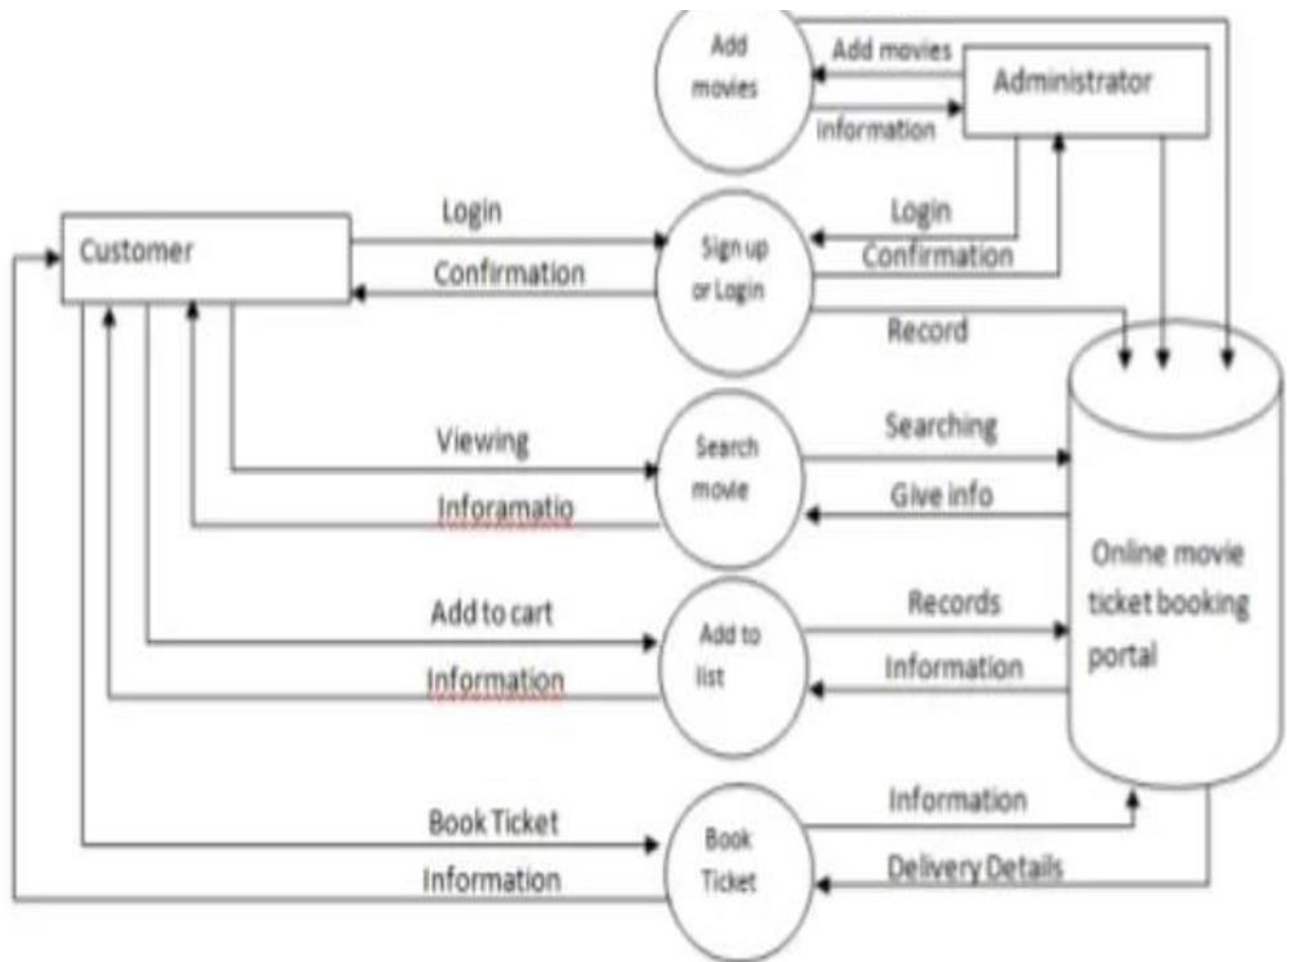 Add
movies
Add movies
Administrator
information
Login
Customer
Confirmation
Sign up
or Login
Login
Confirmation
Record
Viewing
Inforamatio
Search
movie
Searching
Give info
Online movie
ticket booking
portal
Add to cart
Information
Add to
list
Records
Information
Book Ticket
Information
Book
Ticket
Information
Delivery Details